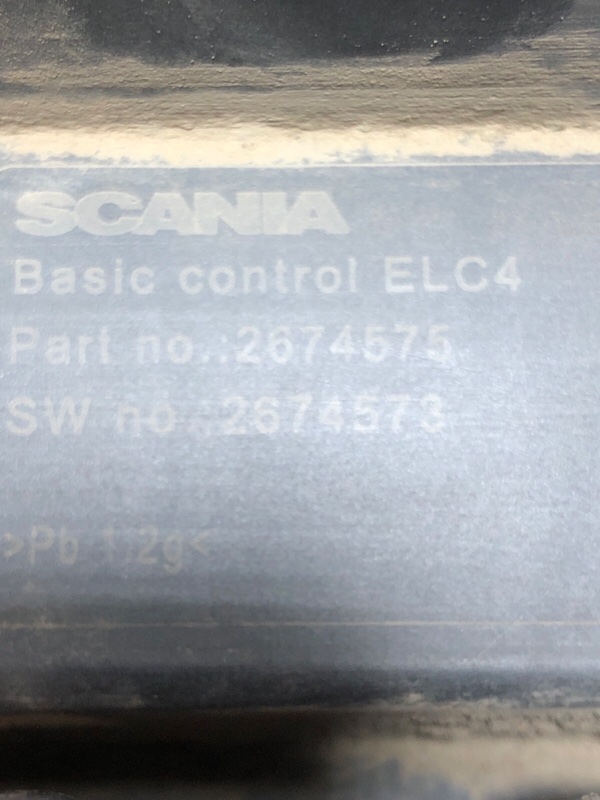 SCANIA
Basic control ELC4
Part no.:2674575
SW no.:2674573
>Pb 1.2g<